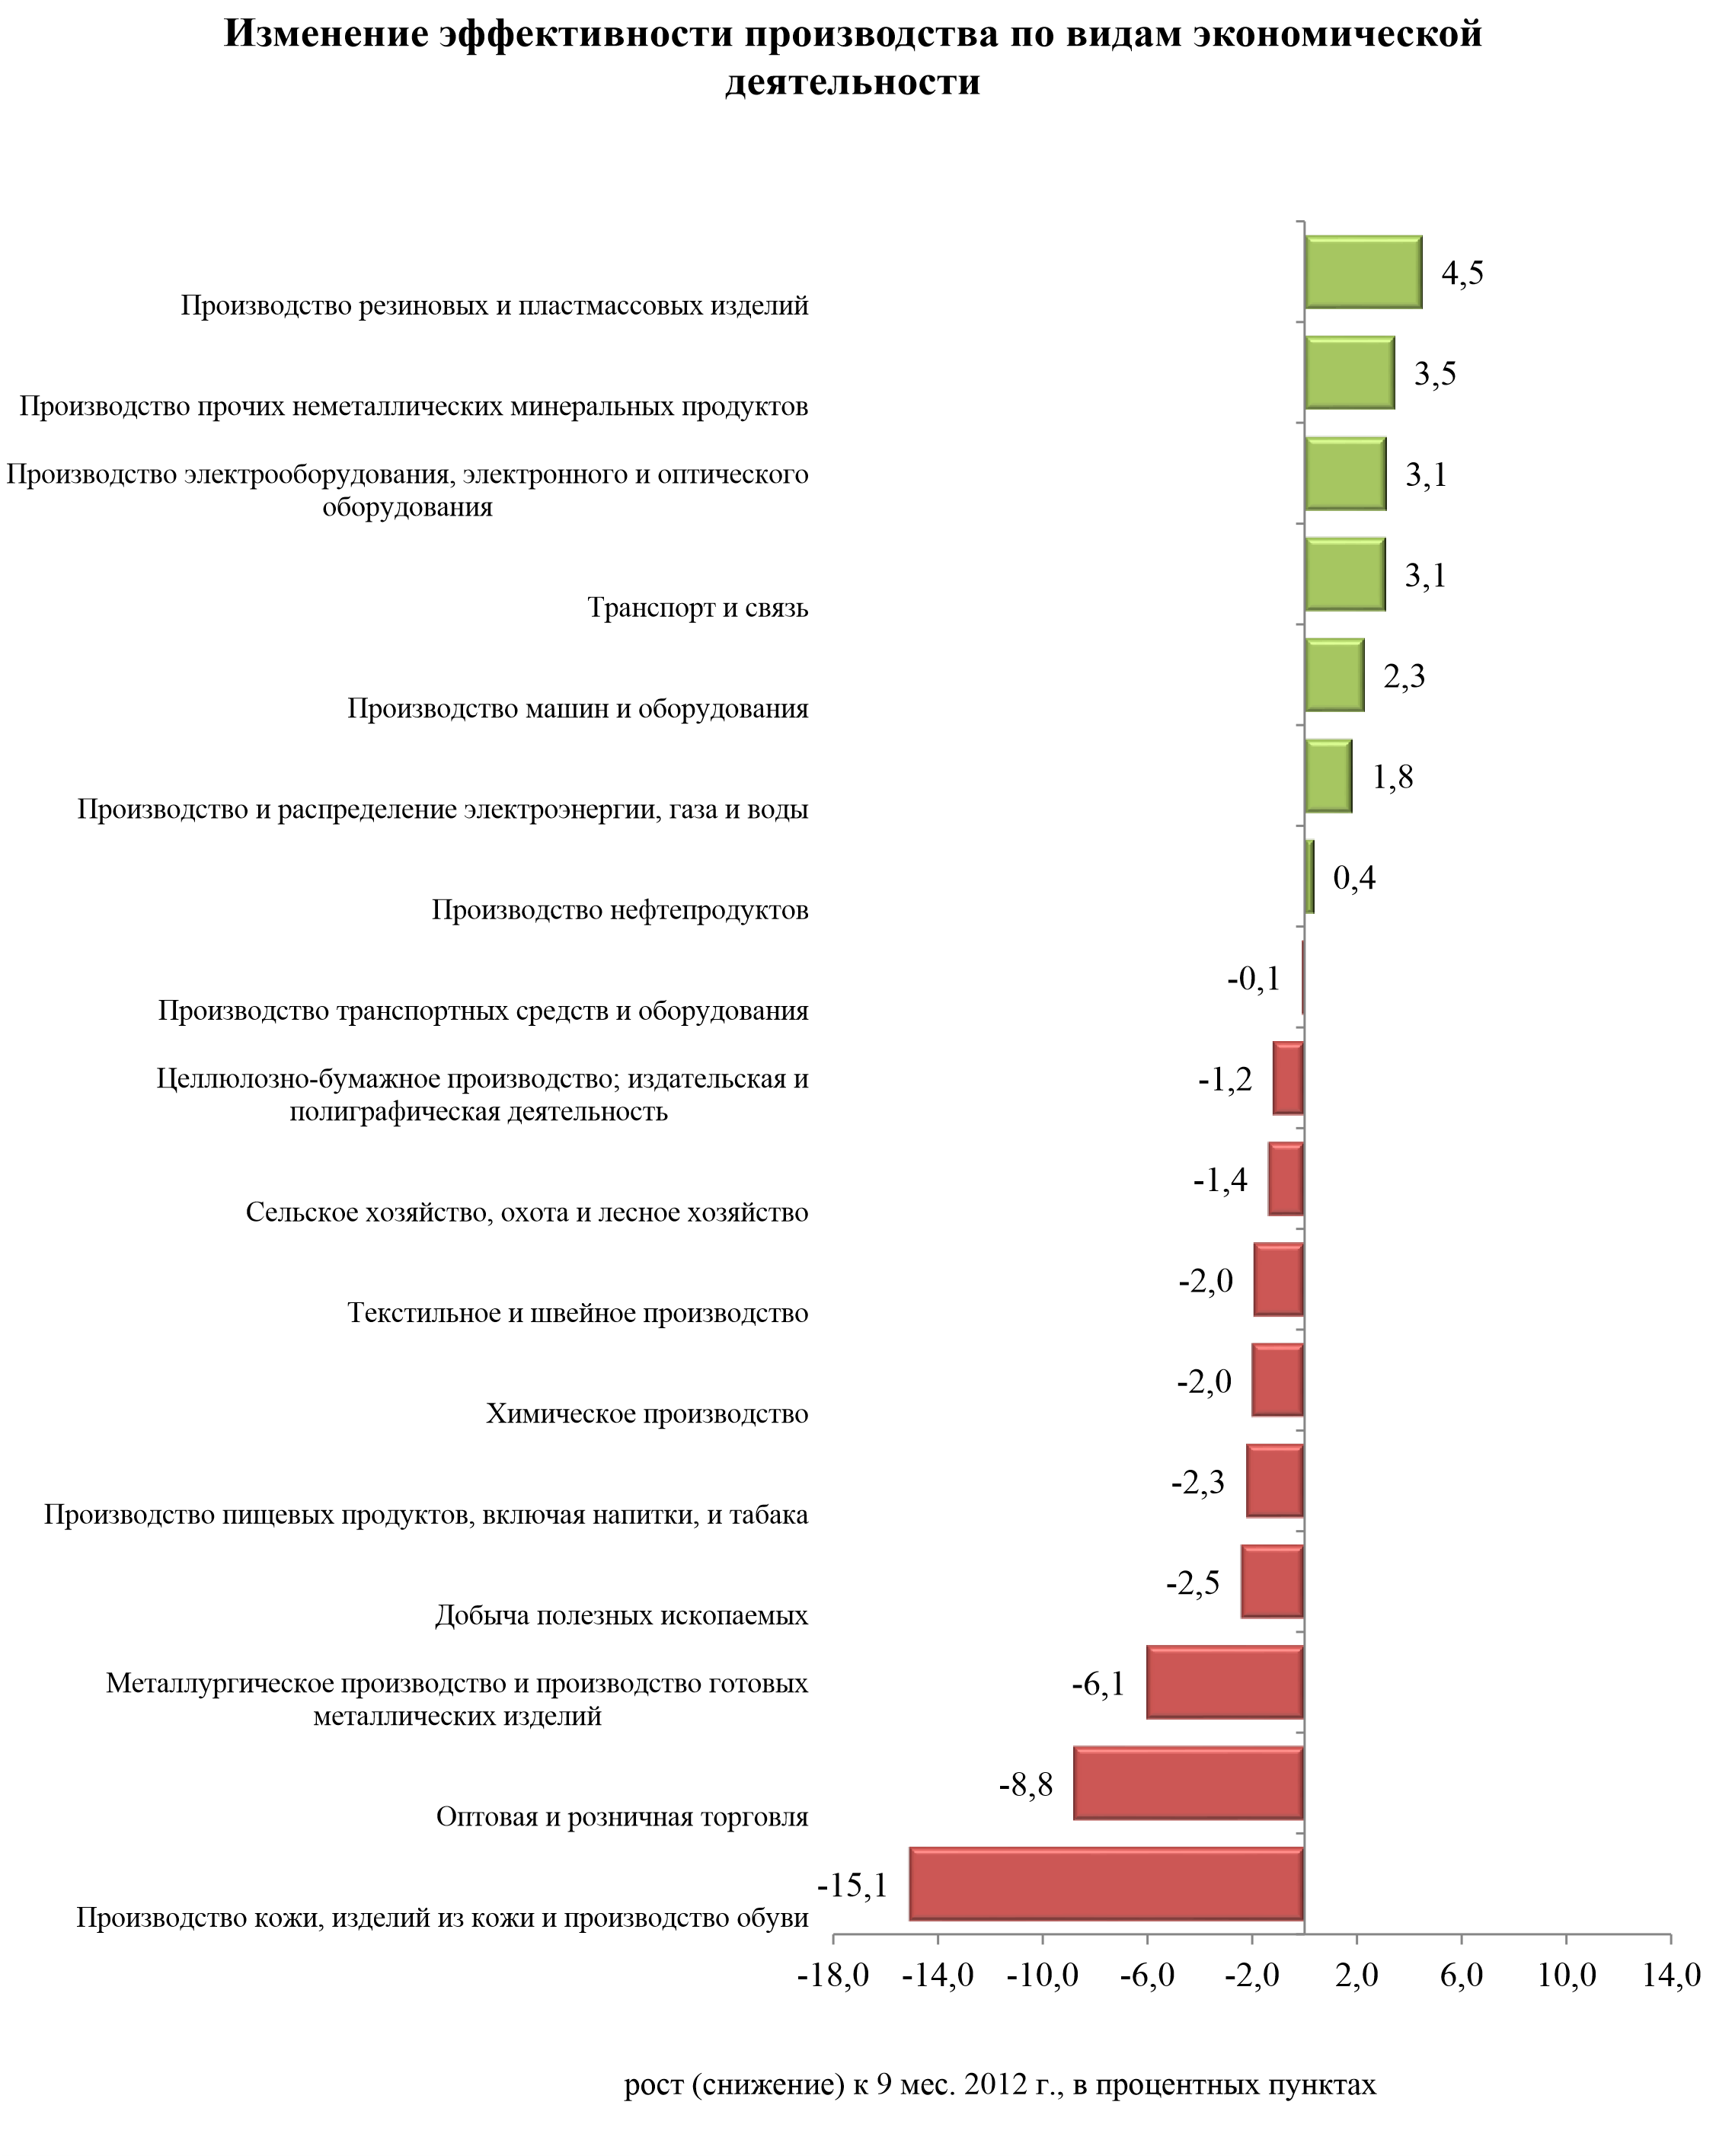 Изменение эффективности производства по видам экономической
деятельности
4,5
Производство резиновых и пластмассовых изделий
3,5
Производство прочих неметаллических минеральных продуктов
Производство электрооборудования, электронного и оптического
оборудования
3,1
Транспорт и связь
3,1
Производство машин и оборудования
2,3
Производство и распределение электроэнергии, газа и воды
1,8
Производство нефтепродуктов
0,4
Производство транспортных средств и оборудования
-0,1
Целлюлозно-бумажное производство; издательская и
полиграфическая деятельность
-1,2
Сельское хозяйство, охота и лесное хозяйство
-1,4
Текстильное и швейное производство
-2,0
Химическое производство
-2,0
Производство пищевых продуктов, включая напитки, и табака
-2,3
Добыча полезных ископаемых
-2,5
Металлургическое производство и производство готовых
металлических изделий
-6,1
Оптовая и розничная торговля
-8,8
Производство кожи, изделий из кожи и производство обуви
-15,1
-18,0 -14,0 -10,0 -6,0 -2,0 2,0 6,0 10,0 14,0
рост (снижение) к 9 мес. 2012 г., в процентных пунктах